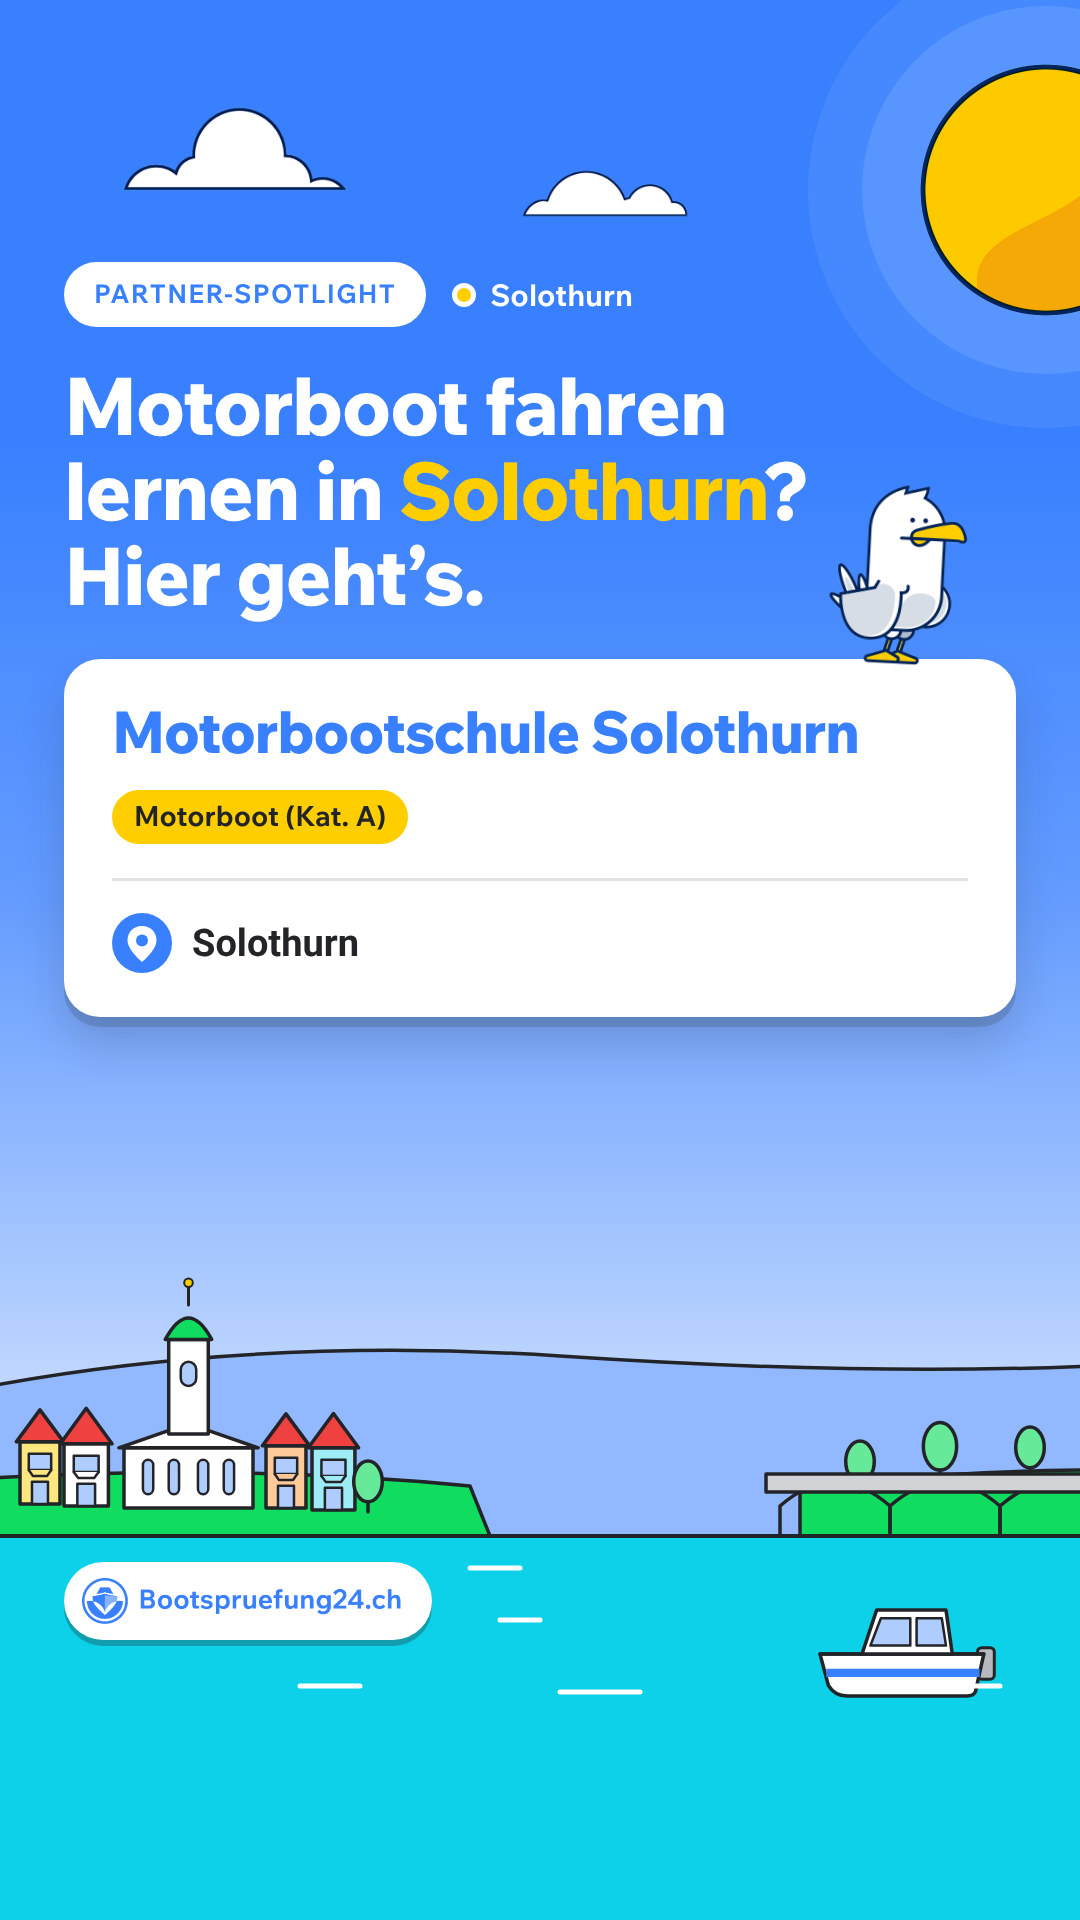 PARTNER-SPOTLIGHT
Solothurn
Motorboot fahren
lernen in Solothurn?
Hier geht’s.
Motorbootschule Solothurn
Motorboot (Kat. A)
Solothurn
Bootspruefung24.ch